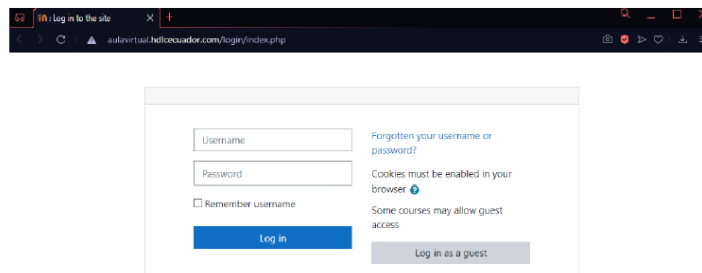 : Log in to the site
aulavirtual.hdlcecuador.com/login/index.php
Username
Password
Remember username
Log in
Forgotten your username or
password?
Cookies must be enabled in your
browser
Some courses may allow guest
access
Log in as a guest